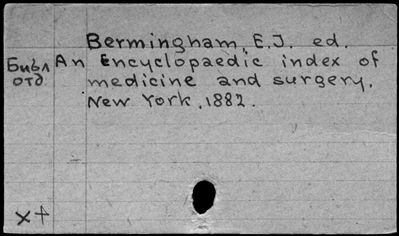 Bermingham, E.J. ed.
Библ An Encyclopaedic index of
отд medicine and surgery.
New York, 1882.
X+